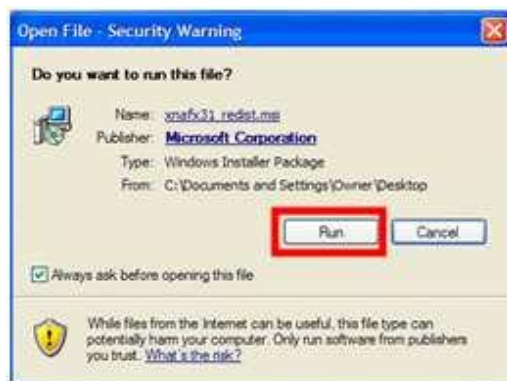 Open File - Security Warning
Do you want to run this file?
Name: xnafx31_redist.msi
Publisher: Microsoft Corporation
Type: Windows Installer Package
From: C:\Documents and Settings\Owner\Desktop
Run Cancel
Always ask before opening this file
While files from the Internet can be useful, this file type can
potentially harm your computer. Only run software from publishers
you trust. What's the risk?